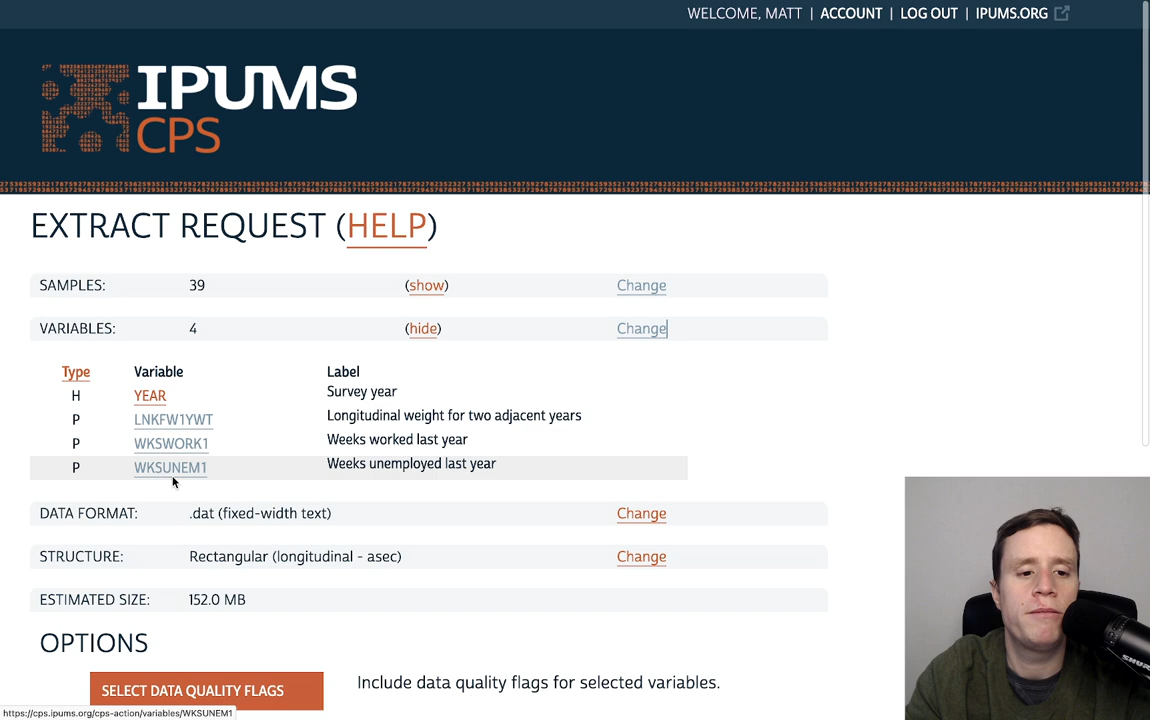 WELCOME, MATT | ACCOUNT | LOG OUT | IPUMS.ORG
IPUMS
CPS
EXTRACT REQUEST (HELP)
SAMPLES: 39 (show) Change
VARIABLES: 4 (hide) Change
Type Variable Label
H YEAR Survey year
P LNKFW1YWT Longitudinal weight for two adjacent years
P WKSWORK1 Weeks worked last year
P WKSUNEM1 Weeks unemployed last year
DATA FORMAT: .dat (fixed-width text) Change
STRUCTURE: Rectangular (longitudinal - asec) Change
ESTIMATED SIZE: 152.0 MB
OPTIONS
SELECT DATA QUALITY FLAGS Include data quality flags for selected variables.
https://cps.ipums.org/cps-action/variables/WKSUNEM1